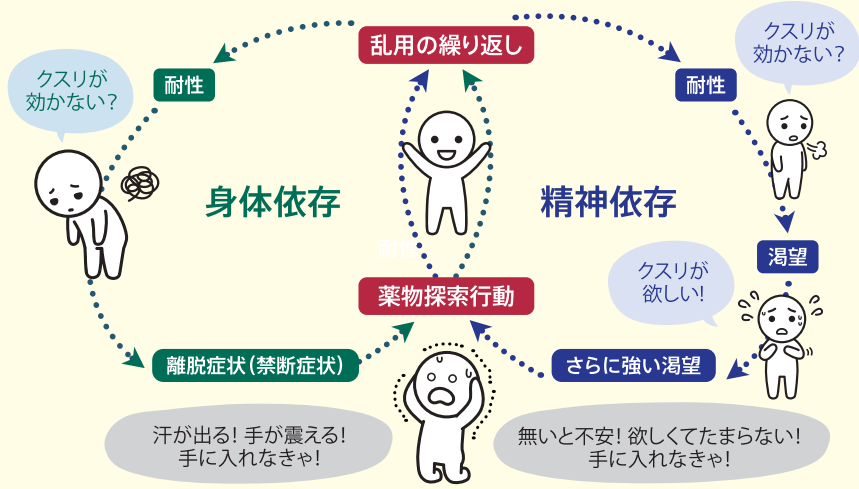 乱用の繰り返し
クスリが
効かない?
耐性
耐性
クスリが
効かない?
身体依存
精神依存
渇望
クスリが
欲しい!
薬物探索行動
離脱症状(禁断症状)
さらに強い渇望
汗が出る! 手が震える!
手に入れなきゃ!
無いと不安! 欲しくてたまらない!
手に入れなきゃ!